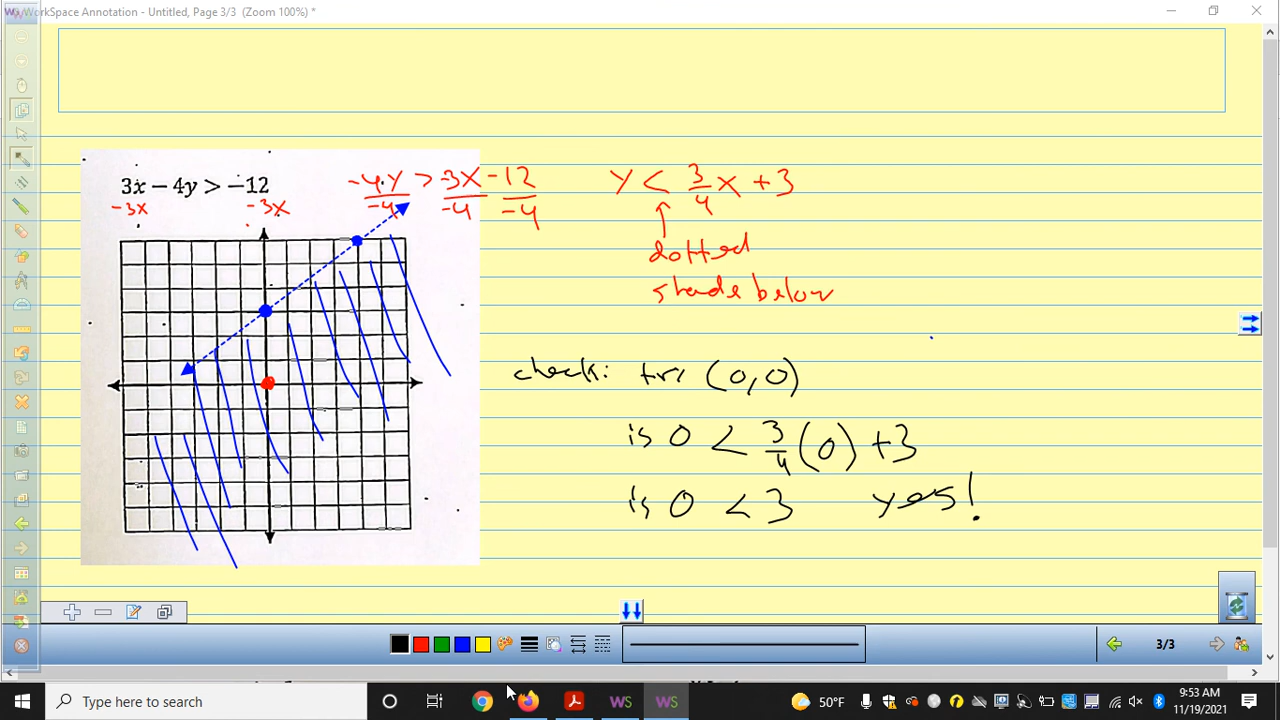 WorkSpace Annotation - Untitled, Page 3/3 (Zoom 100%) *
3x − 4y > −12
-3x -3x
-4y > -3x -12
-4 -4 -4
y < 3/4 x + 3
dotted
shade below
check: try (0,0)
is 0 < 3/4 (0) + 3
is 0 < 3 yes!
3/3
Type here to search
WS WS
50°F
9:53 AM
11/19/2021